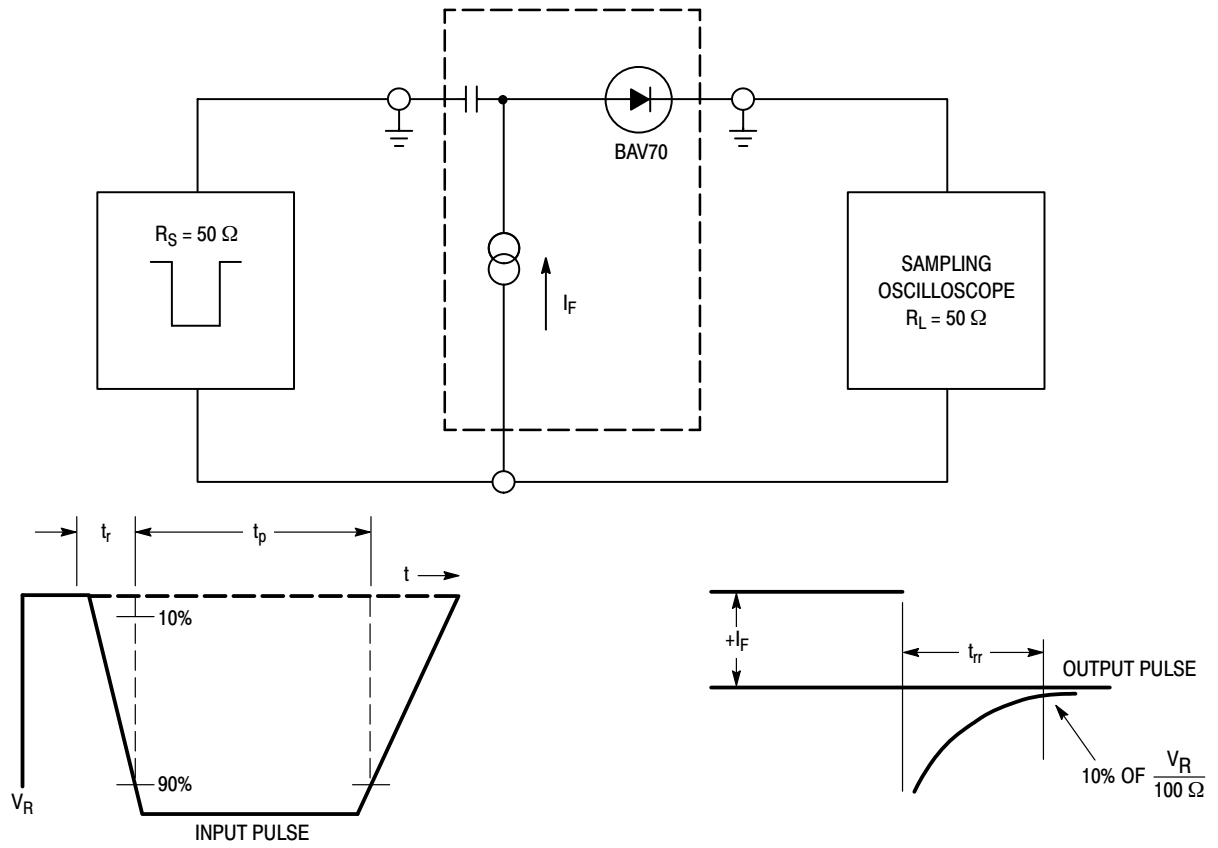 BAV70
R_S = 50 Ω
I_F
SAMPLING
OSCILLOSCOPE
R_L = 50 Ω
t_r
t_p
t
10%
90%
V_R
INPUT PULSE
+I_F
t_rr
OUTPUT PULSE
10% OF V_R
100 Ω